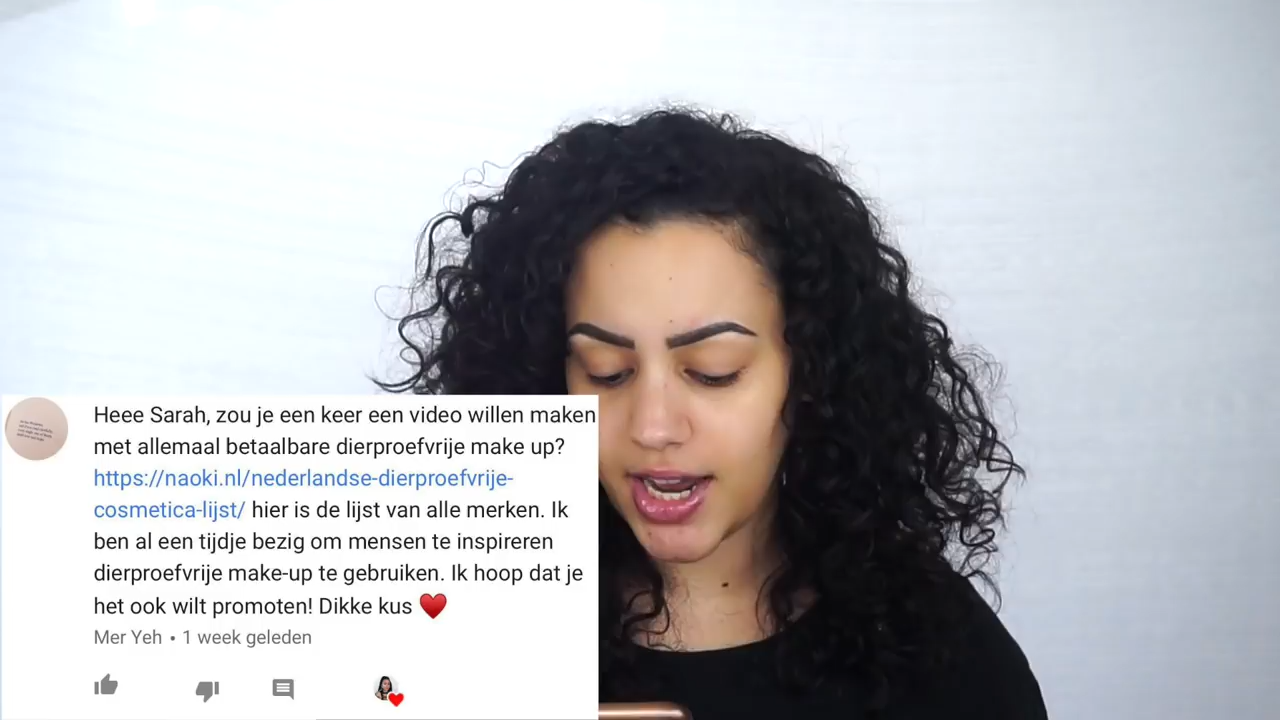 Heee Sarah, zou je een keer een video willen maken
met allemaal betaalbare dierproefvrije make up?
https://naoki.nl/nederlandse-dierproefvrije-
cosmetica-lijst/ hier is de lijst van alle merken. Ik
ben al een tijdje bezig om mensen te inspireren
dierproefvrije make-up te gebruiken. Ik hoop dat je
het ook wilt promoten! Dikke kus ❤️
Mer Yeh • 1 week geleden